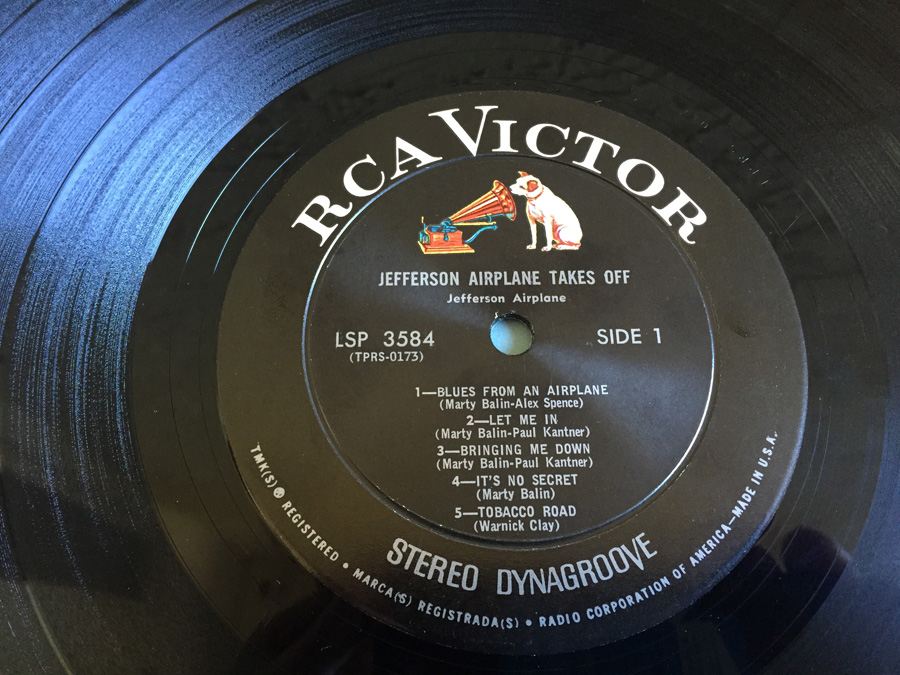 RCA VICTOR
JEFFERSON AIRPLANE TAKES OFF
Jefferson Airplane
LSP 3584
(TPRS-0173)
SIDE 1
1—BLUES FROM AN AIRPLANE
(Marty Balin-Alex Spence)
2—LET ME IN
(Marty Balin-Paul Kantner)
3—BRINGING ME DOWN
(Marty Balin-Paul Kantner)
4—IT'S NO SECRET
(Marty Balin)
5—TOBACCO ROAD
(Warnick Clay)
STEREO DYNAGROOVE
TMK(S) ® REGISTERED • MARCA(S) REGISTRADA(S) • RADIO CORPORATION OF AMERICA—MADE IN U.S.A.